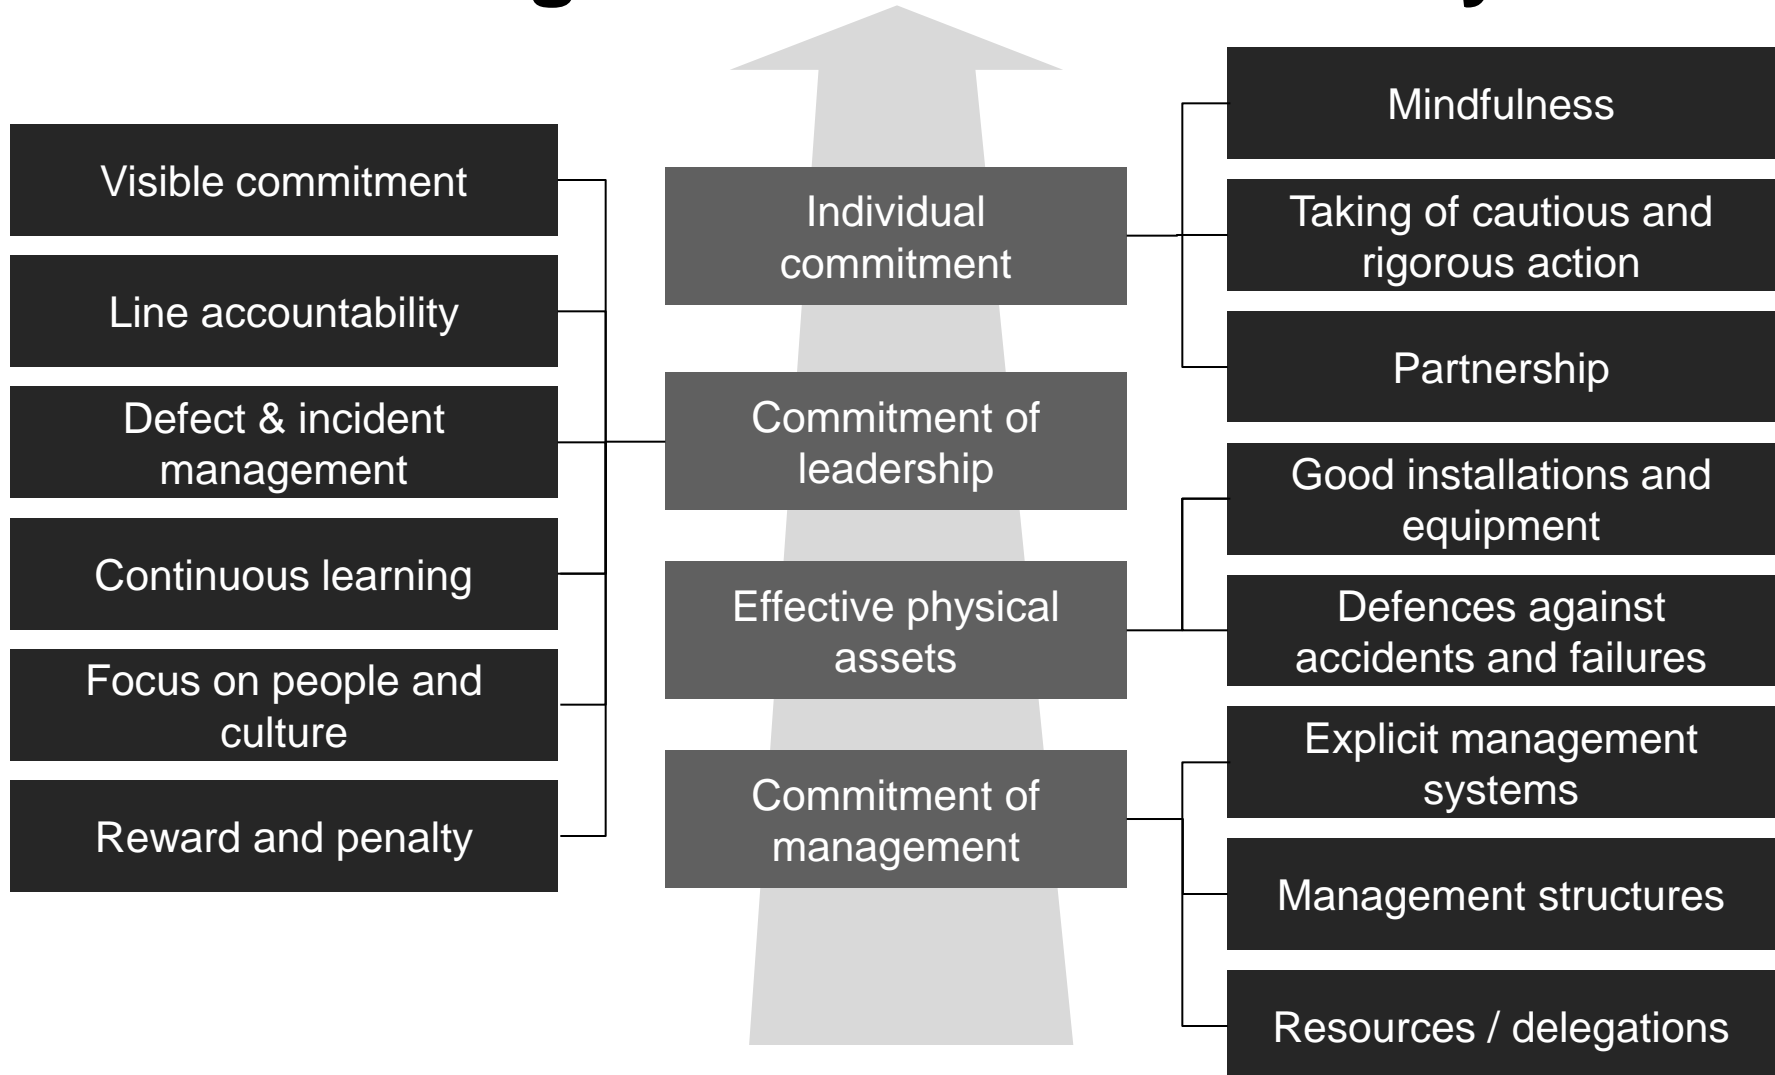 Visible commitment
Line accountability
Defect & incident
management
Continuous learning
Focus on people and
culture
Reward and penalty
Individual
commitment
Commitment of
leadership
Effective physical
assets
Commitment of
management
Mindfulness
Taking of cautious and
rigorous action
Partnership
Good installations and
equipment
Defences against
accidents and failures
Explicit management
systems
Management structures
Resources / delegations